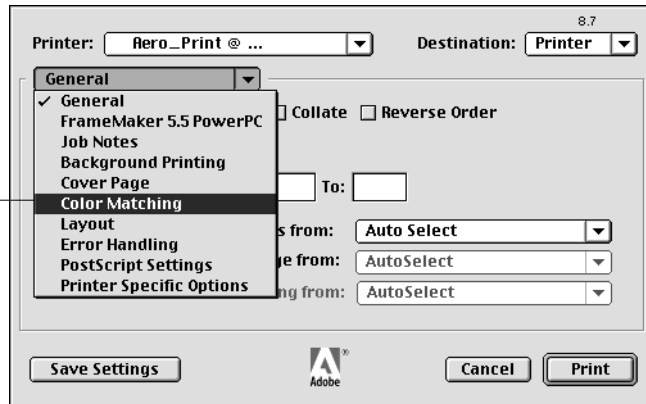 8.7
Printer: Aero_Print @ ... Destination: Printer
General
✓ General
FrameMaker 5.5 PowerPC
Collate Reverse Order
Job Notes
Background Printing
Cover Page
To:
Color Matching
Layout
s from: Auto Select
Error Handling
PostScript Settings
e from: AutoSelect
Printer Specific Options
ng from: AutoSelect
Save Settings
Adobe
Cancel
Print